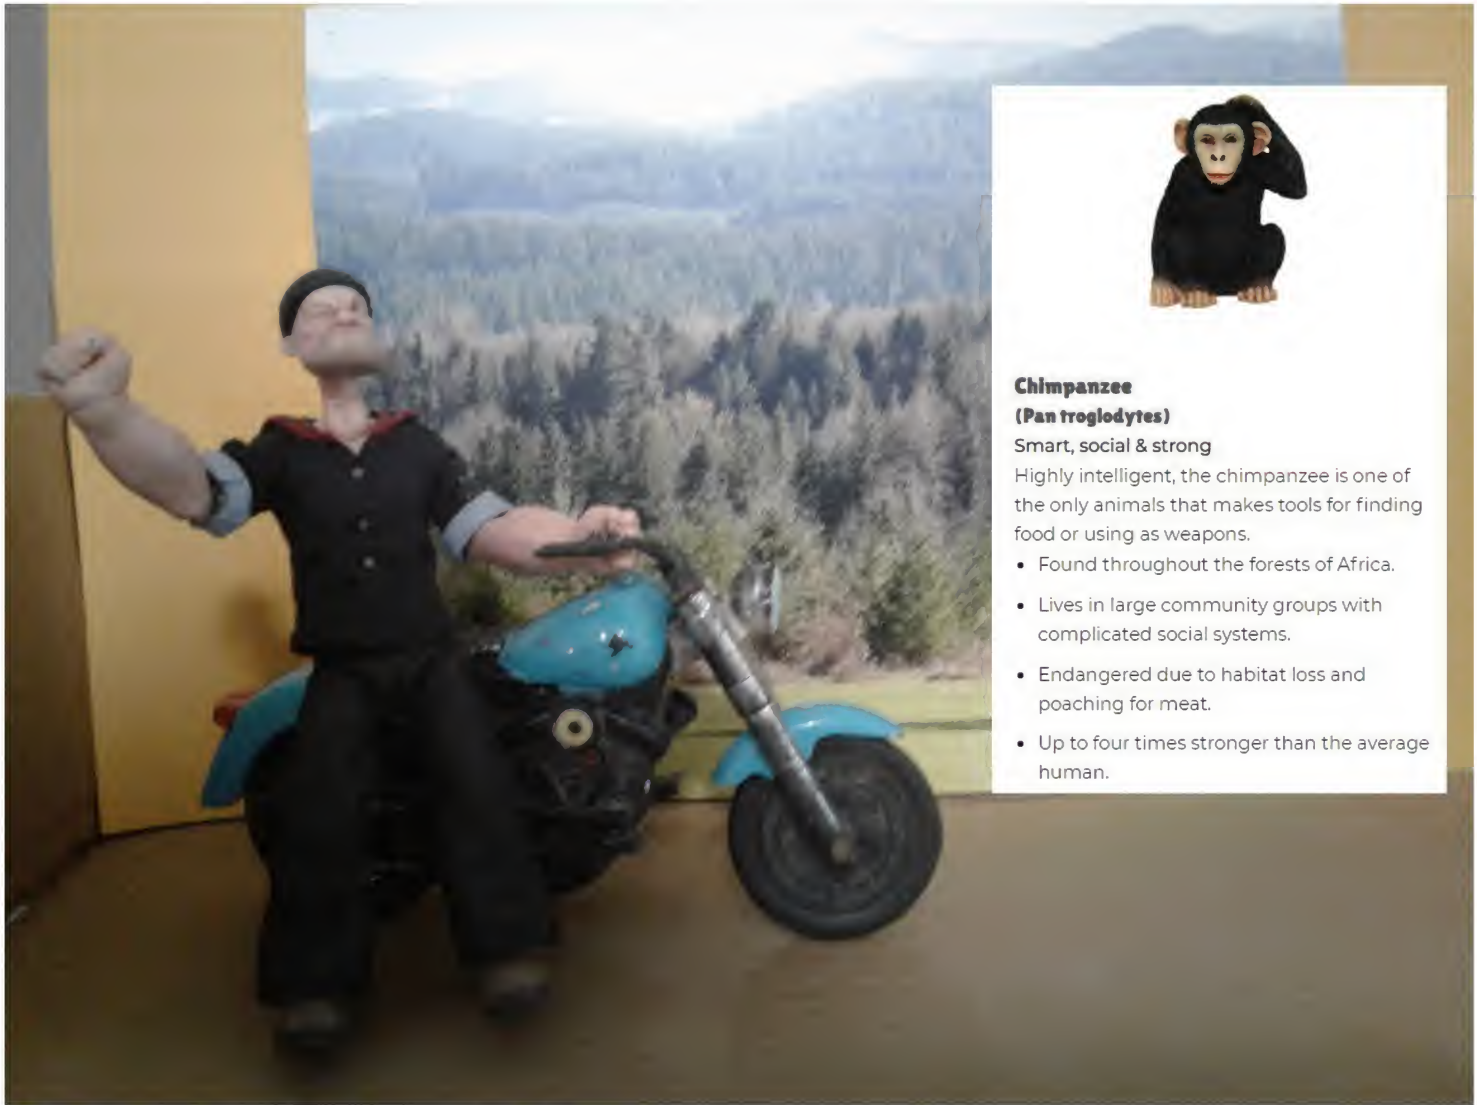 Chimpanzee
(Pan troglodytes)
Smart, social & strong
Highly intelligent, the chimpanzee is one of
the only animals that makes tools for finding
food or using as weapons.
• Found throughout the forests of Africa.
• Lives in large community groups with
complicated social systems.
• Endangered due to habitat loss and
poaching for meat.
• Up to four times stronger than the average
human.